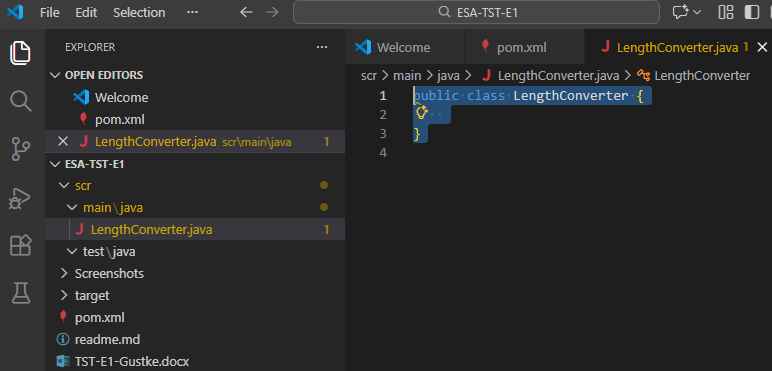 File Edit Selection ··· ESA-TST-E1
EXPLORER ···
OPEN EDITORS
Welcome
pom.xml
LengthConverter.java scr\main\java 1
ESA-TST-E1
scr
main\java
LengthConverter.java 1
test\java
Screenshots
target
pom.xml
readme.md
TST-E1-Gustke.docx
Welcome pom.xml LengthConverter.java 1
scr > main > java > LengthConverter.java > LengthConverter
1 public class LengthConverter {
2
3 }
4